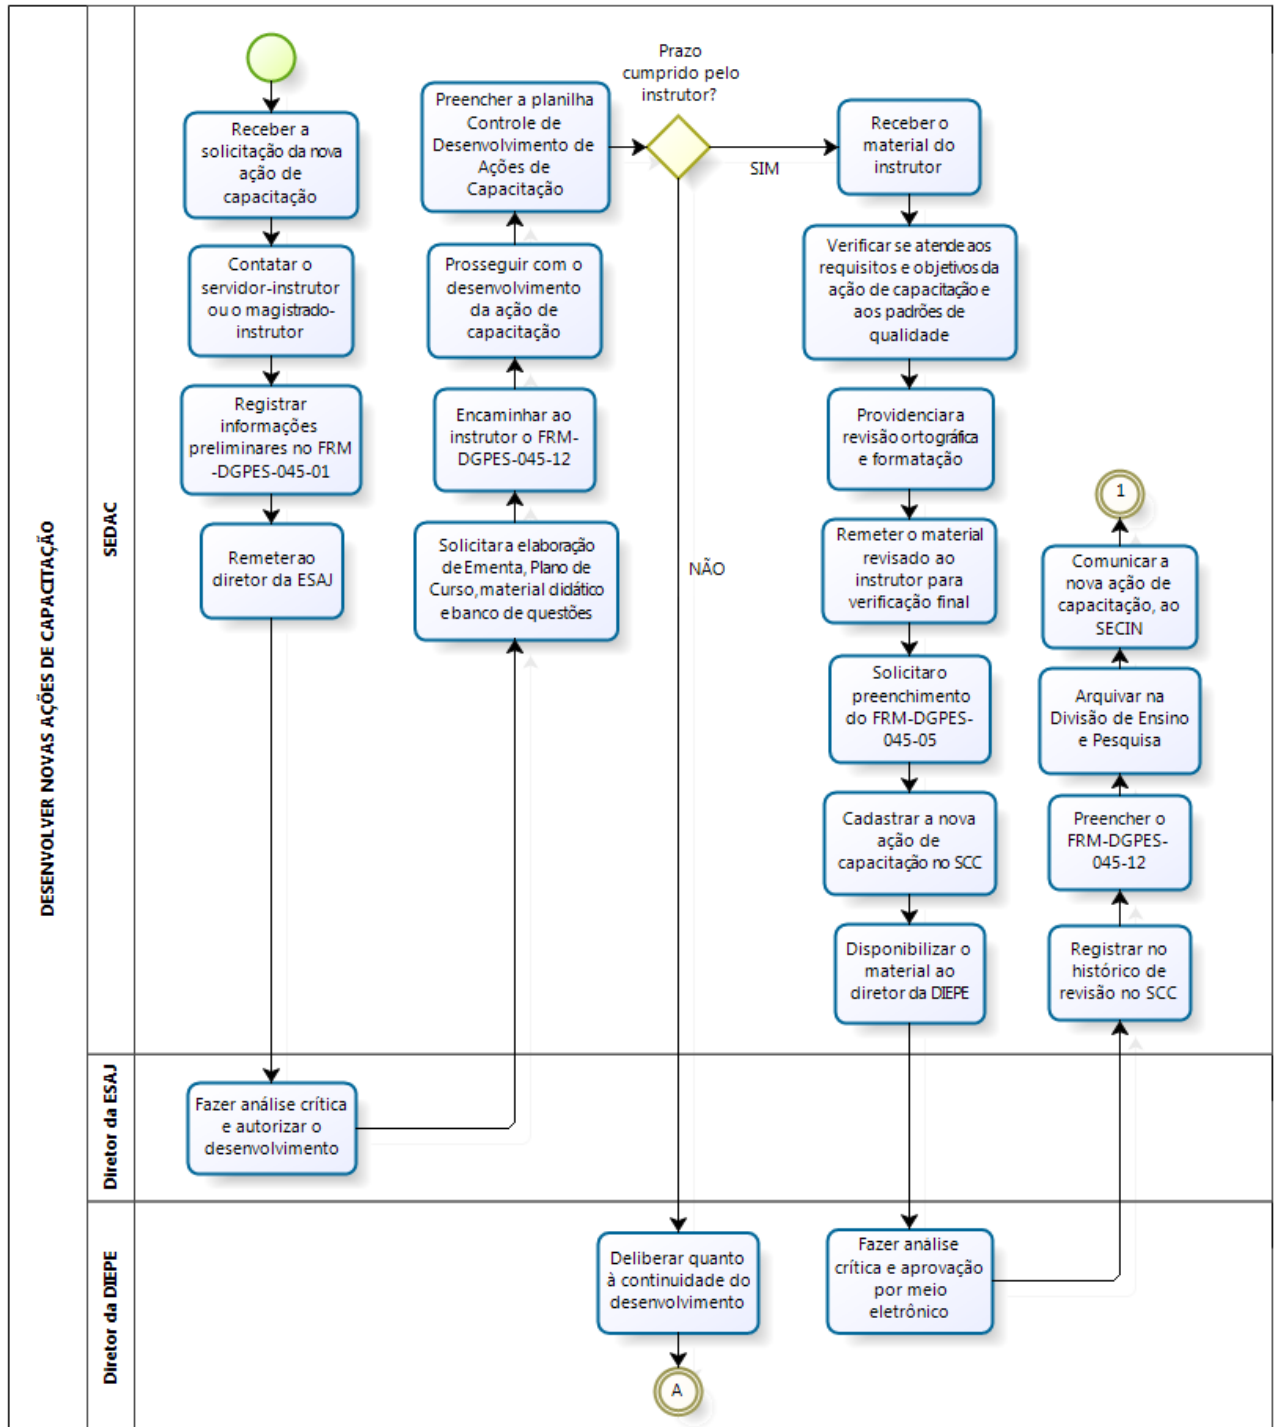 DESENVOLVER NOVAS AÇÕES DE CAPACITAÇÃO
SEDAC
Receber a
solicitação da nova
ação de
capacitação
Contatar o
servidor-instrutor
ou o magistrado-
instrutor
Registrar
informações
preliminares no FRM
-DGPES-045-01
Remeter ao
diretor da ESAJ
Diretor da ESAJ
Fazer análise crítica
e autorizar o
desenvolvimento
Solicitar a elaboração
de Ementa, Plano de
Curso, material didático
e banco de questões
Encaminhar ao
instrutor o FRM-
DGPES-045-12
Prosseguir com o
desenvolvimento
da ação de
capacitação
Preencher a planilha
Controle de
Desenvolvimento de
Ações de
Capacitação
Prazo
cumprido pelo
instrutor?
SIM
NÃO
Diretor da DIEPE
Deliberar quanto
à continuidade do
desenvolvimento
A
Receber o
material do
instrutor
Verificar se atende aos
requisitos e objetivos da
ação de capacitação e
aos padrões de
qualidade
Providenciar a
revisão ortográfica
e formatação
Remeter o material
revisado ao
instrutor para
verificação final
Solicitar o
preenchimento
do FRM-DGPES-
045-05
Cadastrar a nova
ação de
capacitação no SCC
Disponibilizar o
material ao
diretor da DIEPE
Fazer análise
crítica e aprovação
por meio
eletrônico
Registrar no
histórico de
revisão no SCC
Preencher o
FRM-DGPES-
045-12
Arquivar na
Divisão de Ensino
e Pesquisa
Comunicar a
nova ação de
capacitação, ao
SECIN
1